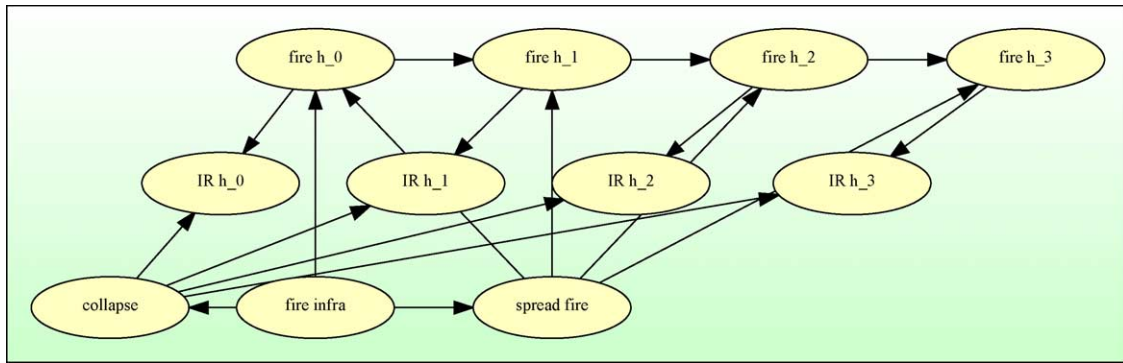 fire h_0
fire h_1
fire h_2
fire h_3
IR h_0
IR h_1
IR h_2
IR h_3
collapse
fire infra
spread fire